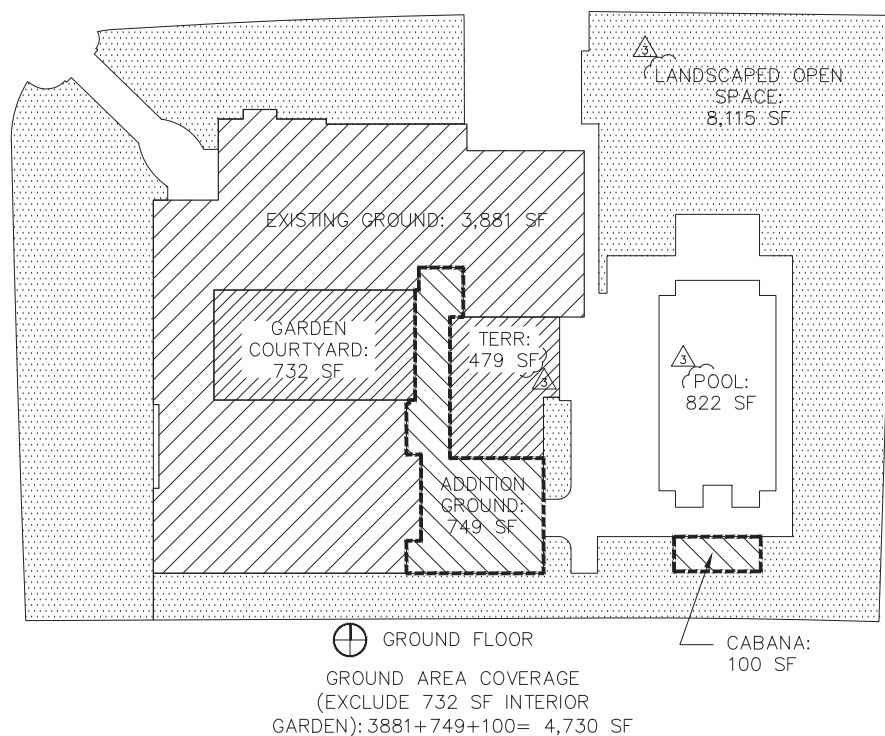 3
LANDSCAPED OPEN
SPACE:
8,115 SF
EXISTING GROUND: 3,881 SF
GARDEN
COURTYARD:
732 SF
TERR:
479 SF
3
3
POOL:
822 SF
ADDITION
GROUND:
749 SF
CABANA:
100 SF
GROUND FLOOR
GROUND AREA COVERAGE
(EXCLUDE 732 SF INTERIOR
GARDEN): 3881+749+100= 4,730 SF